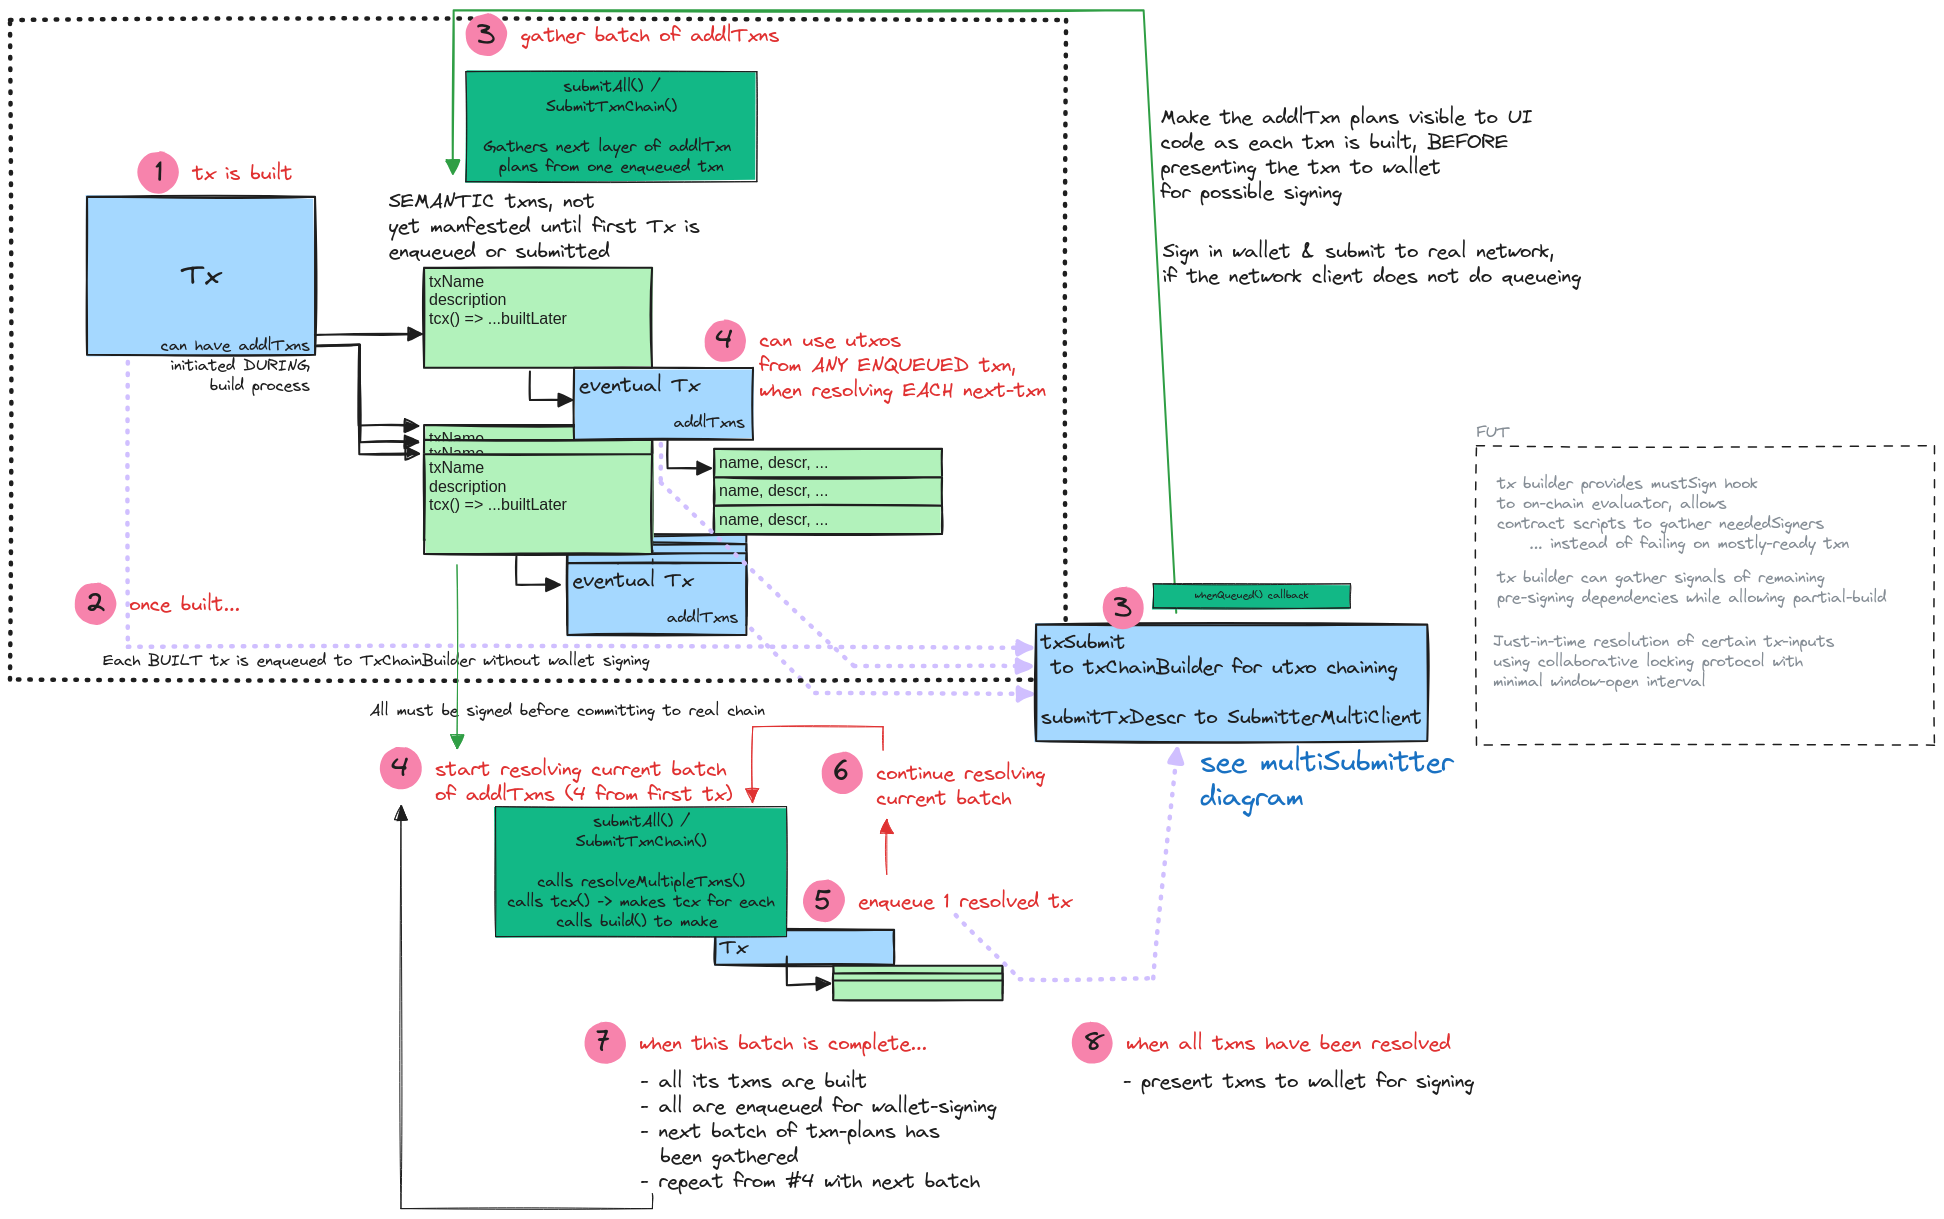 3
gather batch of addlTxns
submitAll() /
SubmitTxnChain()
Gathers next layer of addlTxn
plans from one enqueued txn
1
tx is built
Tx
can have addlTxns
initiated DURING
build process
SEMANTIC txns, not
yet manfested until first Tx is
enqueued or submitted
txName
description
tcx() => ...builtLater
eventual Tx
addlTxns
4
can use utxos
from ANY ENQUEUED txn,
when resolving EACH next-txn
txName
txName
txName
description
tcx() => ...builtLater
name, descr, ...
name, descr, ...
name, descr, ...
eventual Tx
addlTxns
2
once built...
Each BUILT tx is enqueued to TxChainBuilder without wallet signing
Make the addlTxn plans visible to UI
code as each txn is built, BEFORE
presenting the txn to wallet
for possible signing
Sign in wallet & submit to real network,
if the network client does not do queueing
FUT
tx builder provides mustSign hook
to on-chain evaluator, allows
contract scripts to gather neededSigners
... instead of failing on mostly-ready txn
tx builder can gather signals of remaining
pre-signing dependencies while allowing partial-build
Just-in-time resolution of certain tx-inputs
using collaborative locking protocol with
minimal window-open interval
3
whenQueued() callback
txSubmit
to txChainBuilder for utxo chaining
submitTxDescr to SubmitterMultiClient
see multiSubmitter
diagram
All must be signed before committing to real chain
4
start resolving current batch
of addlTxns (4 from first tx)
submitAll() /
SubmitTxnChain()
calls resolveMultipleTxns()
calls tcx() -> makes tcx for each
calls build() to make
Tx
6
continue resolving
current batch
5
enqueue 1 resolved tx
7
when this batch is complete...
- all its txns are built
- all are enqueued for wallet-signing
- next batch of txn-plans has
been gathered
- repeat from #4 with next batch
8
when all txns have been resolved
- present txns to wallet for signing